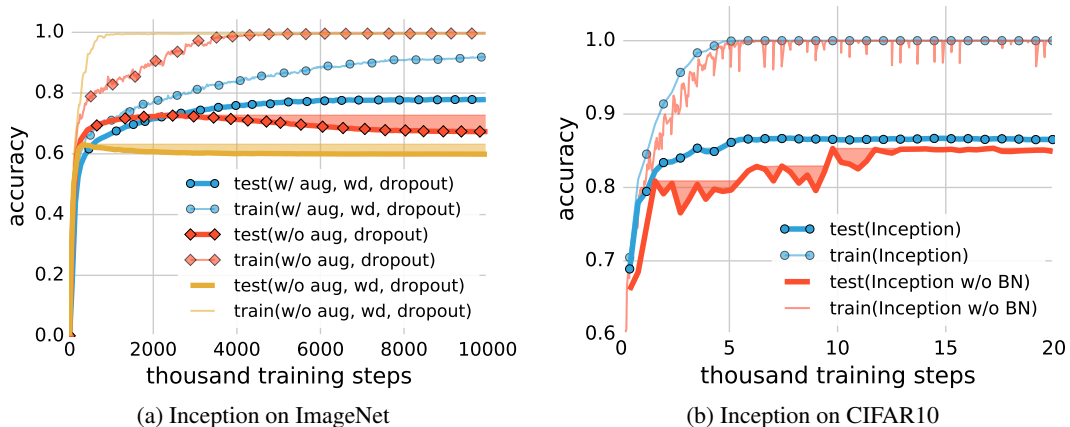 1.0
0.8
0.6
0.4
0.2
0.0
accuracy
test(w/ aug, wd, dropout)
train(w/ aug, wd, dropout)
test(w/o aug, dropout)
train(w/o aug, dropout)
test(w/o aug, wd, dropout)
train(w/o aug, wd, dropout)
0 2000 4000 6000 8000 10000
thousand training steps
(a) Inception on ImageNet
1.0
0.9
0.8
0.7
0.6
accuracy
test(Inception)
train(Inception)
test(Inception w/o BN)
train(Inception w/o BN)
0 5 10 15 20
thousand training steps
(b) Inception on CIFAR10